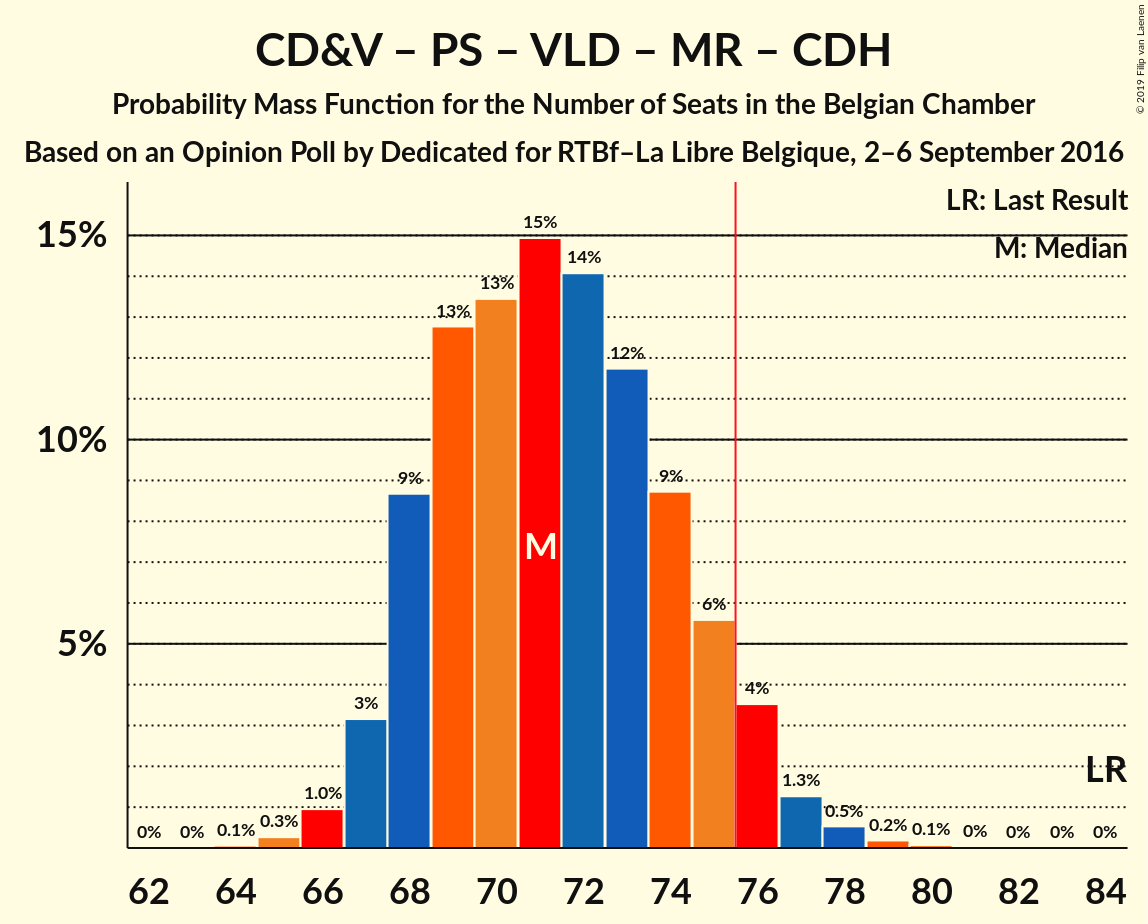 CD&V – PS – VLD – MR – CDH
Probability Mass Function for the Number of Seats in the Belgian Chamber
Based on an Opinion Poll by Dedicated for RTBf–La Libre Belgique, 2–6 September 2016
© 2019 Filip van Laenen
LR: Last Result
M: Median
15%
10%
5%
0% 0% 0.1% 0.3% 1.0% 3% 9% 13% 13% 15% 14% 12% 9% 6% 4% 1.3% 0.5% 0.2% 0.1% 0% 0% 0% 0%
M
LR
62 64 66 68 70 72 74 76 78 80 82 84